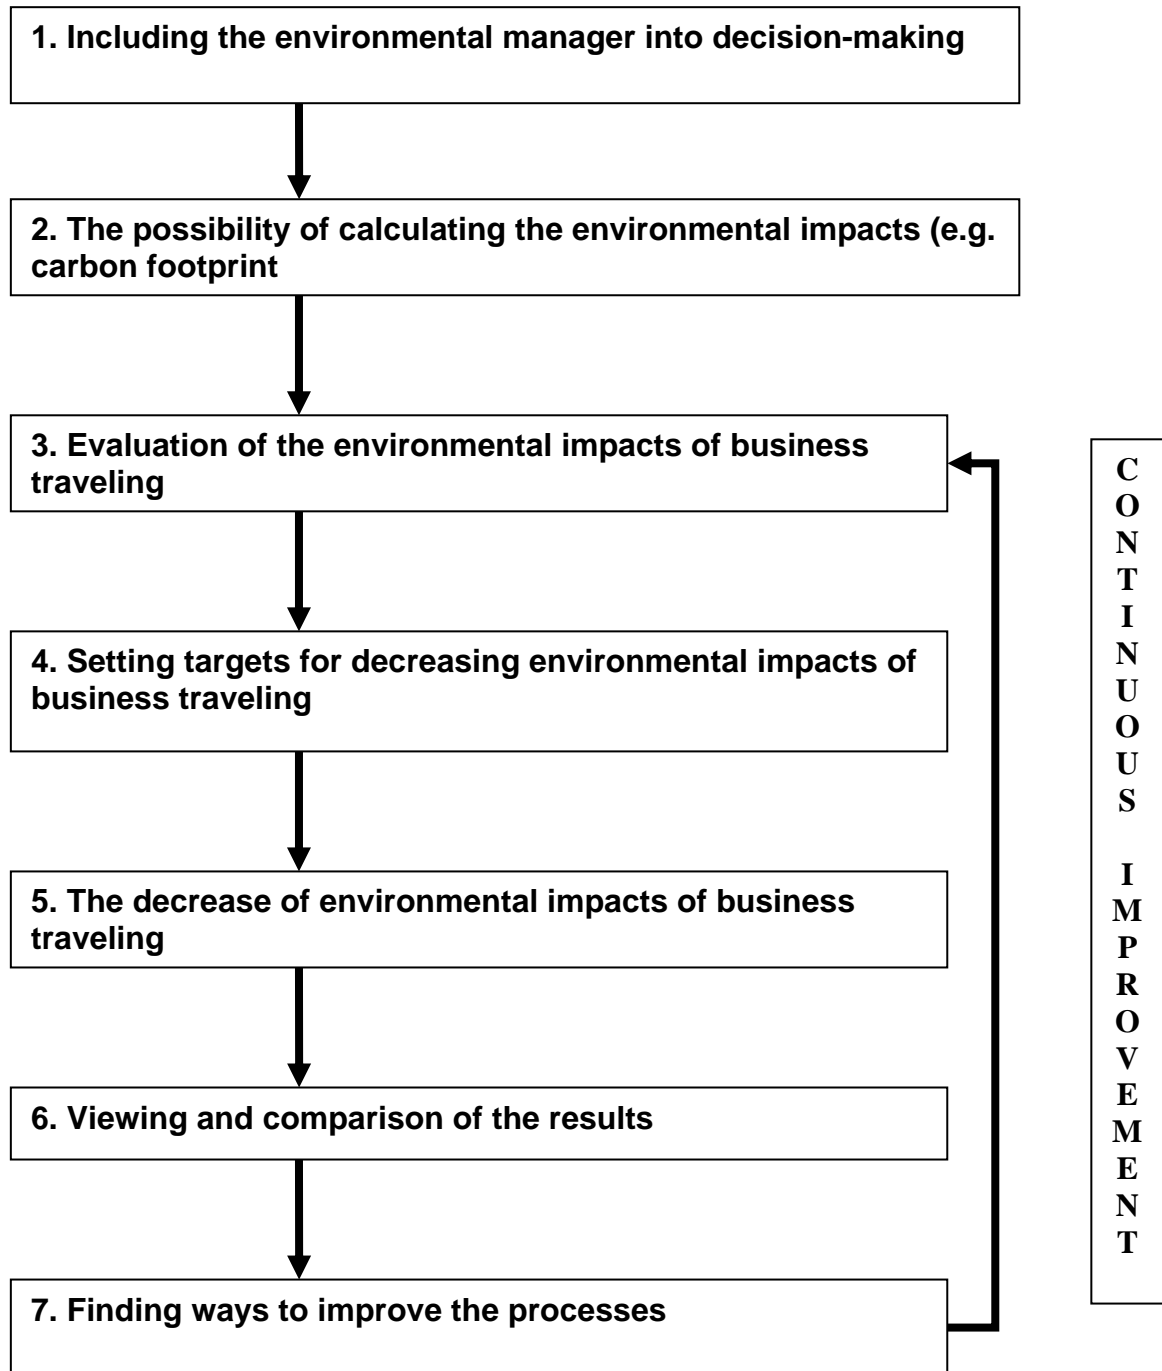 1. Including the environmental manager into decision-making
2. The possibility of calculating the environmental impacts (e.g.
carbon footprint
3. Evaluation of the environmental impacts of business
traveling
4. Setting targets for decreasing environmental impacts of
business traveling
5. The decrease of environmental impacts of business
traveling
6. Viewing and comparison of the results
7. Finding ways to improve the processes
C
O
N
T
I
N
U
O
U
S
I
M
P
R
O
V
E
M
E
N
T